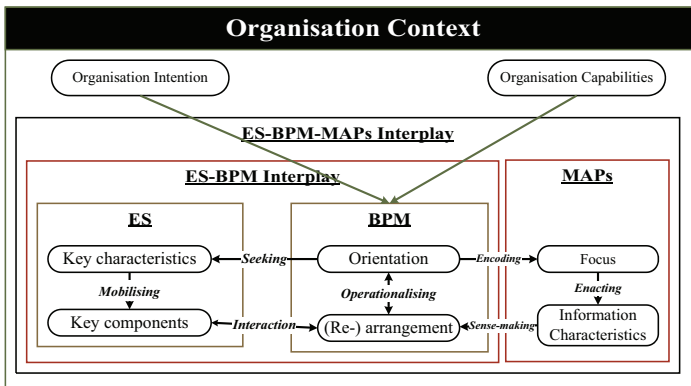 Organisation Context
Organisation Intention
Organisation Capabilities
ES-BPM-MAPs Interplay
ES-BPM Interplay
MAPs
ES
BPM
Key characteristics
Seeking
Orientation
Encoding
Focus
Mobilising
Operationalising
Enacting
Key components
Interaction
(Re-) arrangement
Sense-making
Information
Characteristics